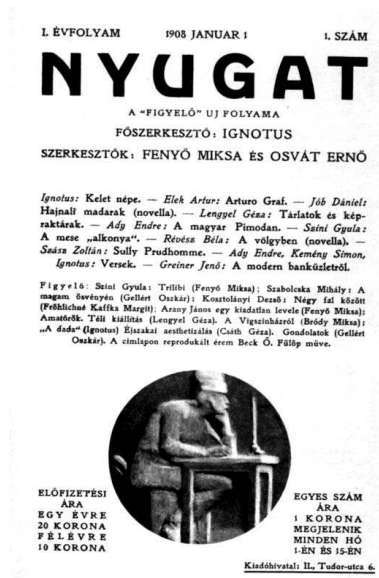 I. ÉVFOLYAM 1908 JANUAR 1 1. SZÁM
NYUGAT
A "FIGYELŐ" UJ FOLYAMA
FŐSZERKESZTŐ: IGNOTUS
SZERKESZTŐK: FENYŐ MIKSA ÉS OSVÁT ERNŐ
Ignotus: Kelet népe. — Elek Artur: Arturo Graf. — Jób Dániel:
Hajnali madarak (novella). — Lengyel Géza: Tárlatok és kép-
raktárak. — Ady Endre: A magyar Pimodan. — Szini Gyula:
A mese „alkonya“. — Révész Béla: A völgyben (novella). —
Szász Zoltán: Sully Prudhomme. — Ady Endre, Kemény Simon,
Ignotus: Versek. — Greiner Jenő: A modern banküzletről.
Figyelő: Szini Gyula: Trilibi (Fenyő Miksa); Szabolcska Mihály: A
magam ösvényén (Gellért Oszkár); Kosztolányi Dezső: Négy fal között
(Fröhlichné Kaffka Margit); Arany János egy kiadatlan levele (Fenyő Miksa);
Amatőrök. Téli kiállítás (Lengyel Géza). A Vigszinházról (Bródy Miksa);
„A dada“ (Ignotus) Éjszakai aesthetizálás (Csáth Géza). Gondolatok (Gellért
Oszkár). A címlapon reprodukált érem Beck Ö. Fülöp müve.
ELŐFIZETÉSI
ÁRA
EGY ÉVRE
20 KORONA
FÉLÉVRE
10 KORONA
EGYES SZÁM
ÁRA
1 KORONA
MEGJELENIK
MINDEN HÓ
1-ÉN ÉS 15-ÉN
Kiadóhivatal: II., Tudor-utca 6.